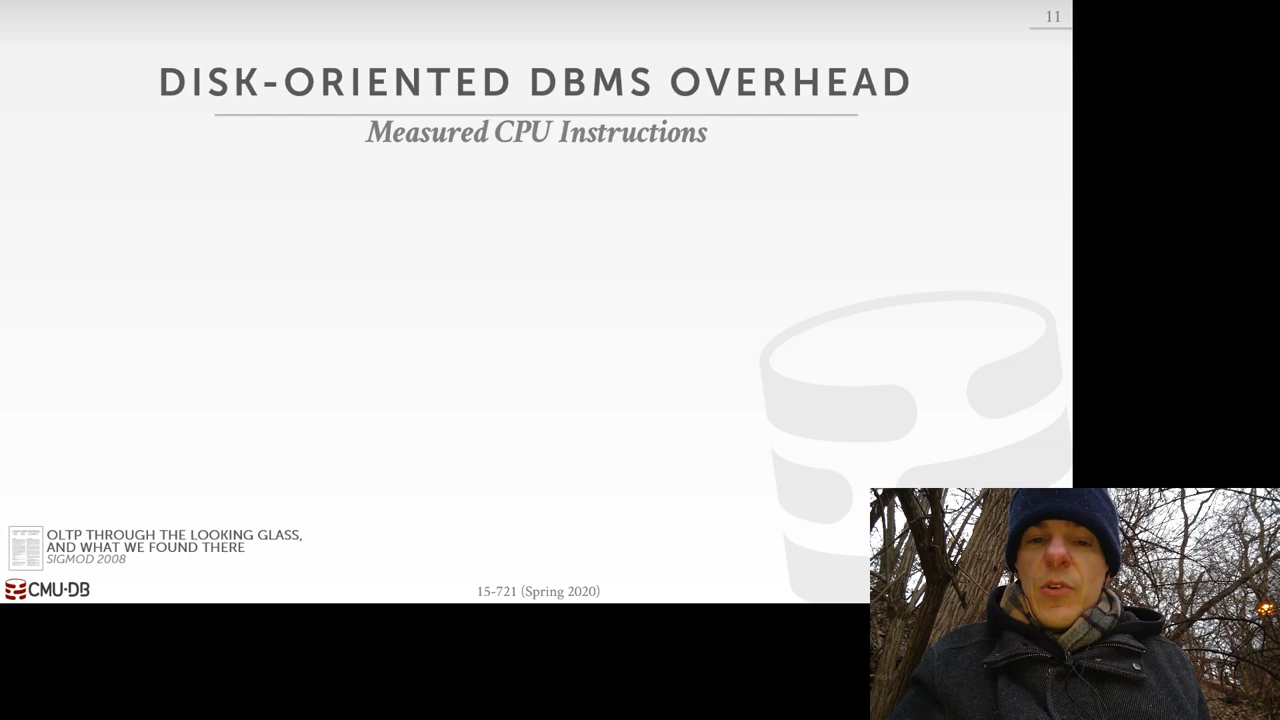 11
DISK-ORIENTED DBMS OVERHEAD
Measured CPU Instructions
OLTP THROUGH THE LOOKING GLASS,
AND WHAT WE FOUND THERE
SIGMOD 2008
CMU·DB
15-721 (Spring 2020)